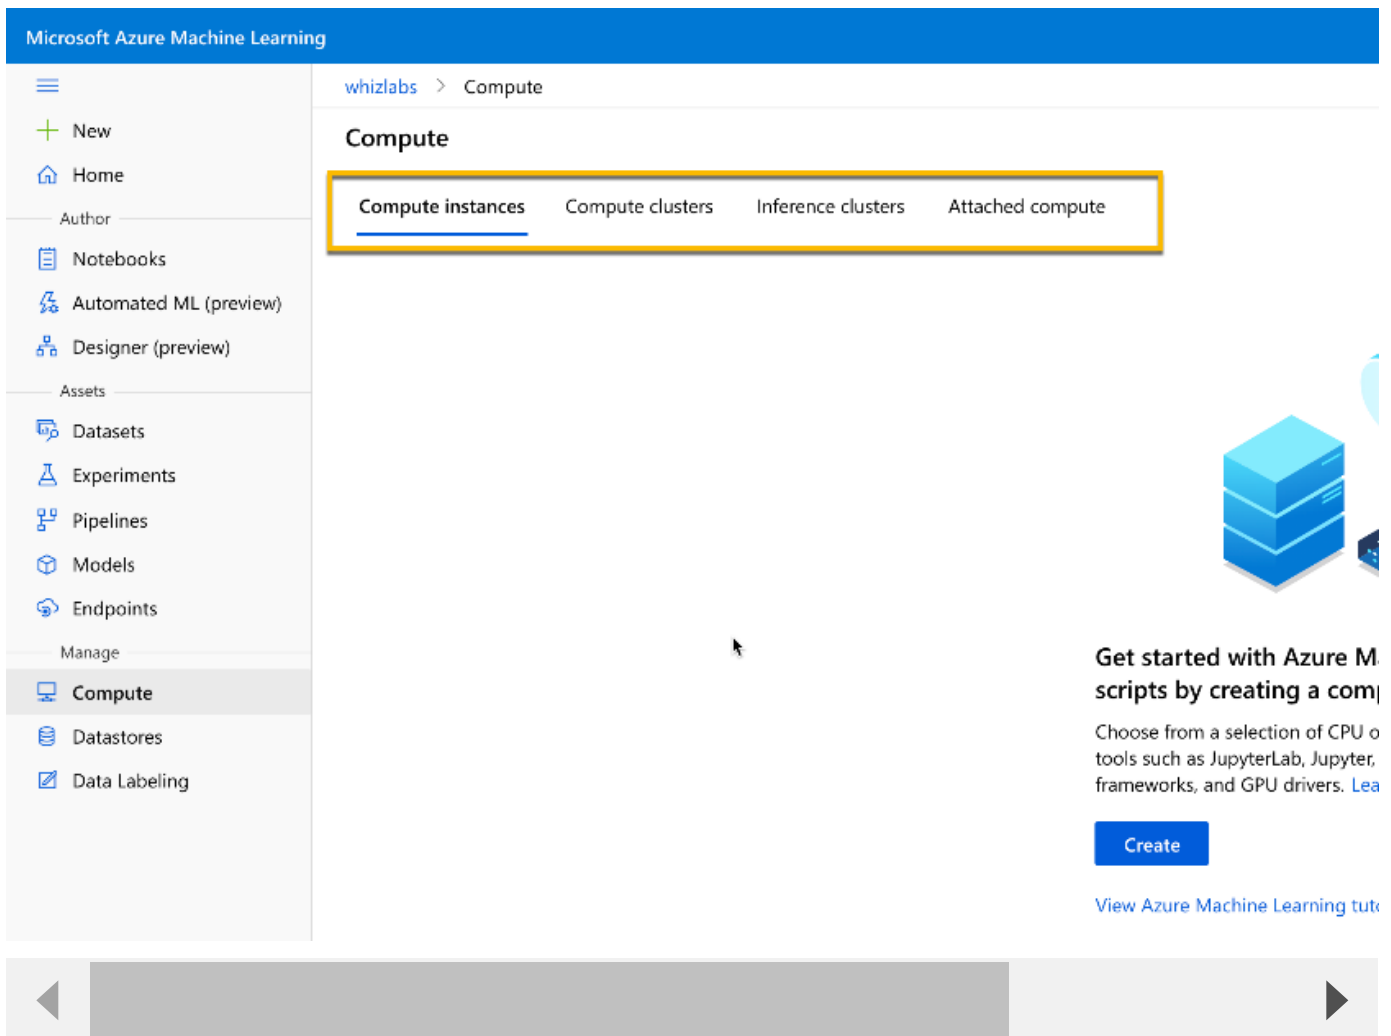 Microsoft Azure Machine Learning
whizlabs > Compute
New
Home
Author
Notebooks
Automated ML (preview)
Designer (preview)
Assets
Datasets
Experiments
Pipelines
Models
Endpoints
Manage
Compute
Datastores
Data Labeling
Compute
Compute instances Compute clusters Inference clusters Attached compute
Get started with Azure
scripts by creating a
Choose from a selection of CPU
tools such as JupyterLab, Jupyter,
frameworks, and GPU drivers.
Create
View Azure Machine Learning